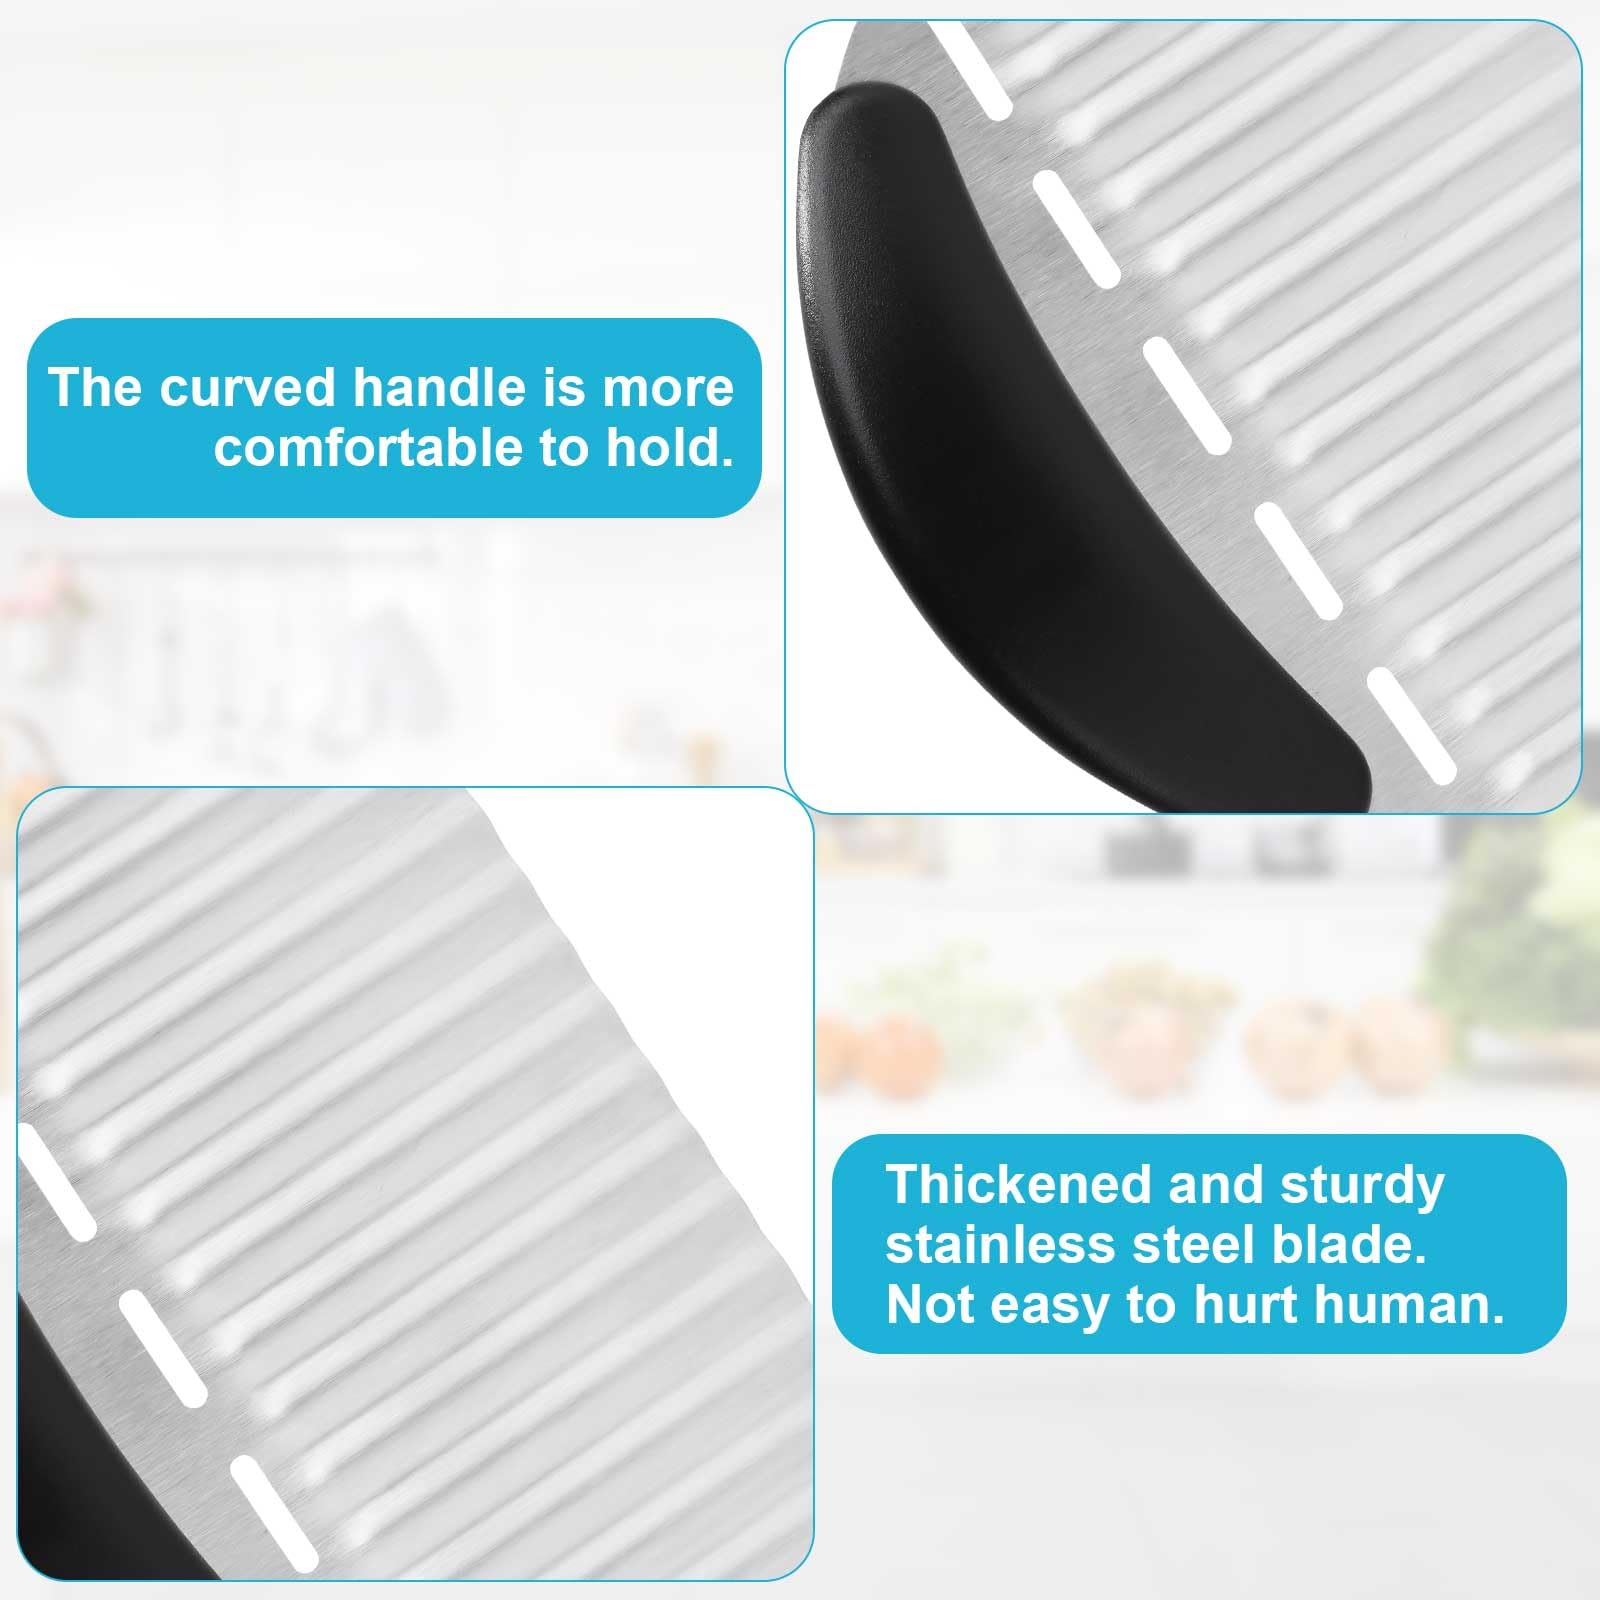 The curved handle is more
comfortable to hold.
Thickened and sturdy
stainless steel blade.
Not easy to hurt human.